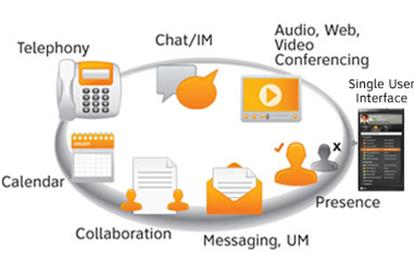 Telephony
Chat/IM
Audio, Web,
Video
Conferencing
Single User
Interface
Calendar
Collaboration
Messaging, UM
Presence
X